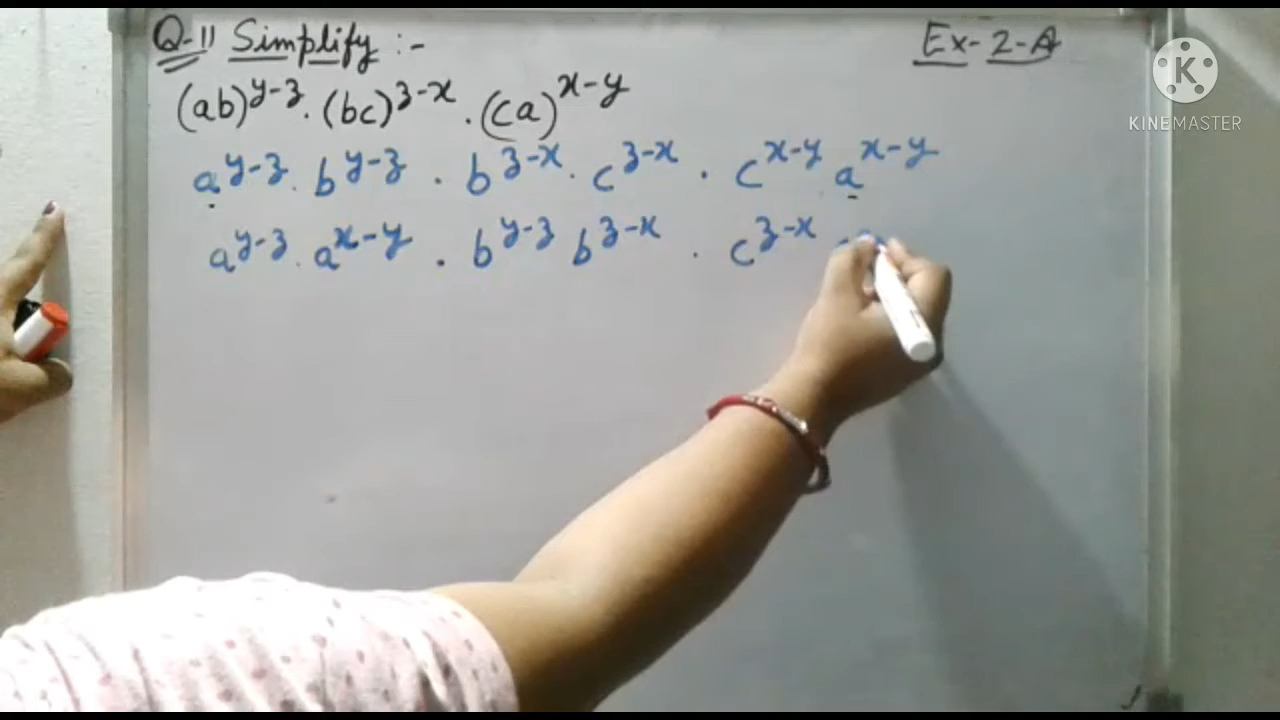 Q-11 Simplify :-
Ex-2-A
(ab)^{y-z} . (bc)^{z-x} . (ca)^{x-y}
a^{y-z} . b^{y-z} . b^{z-x} . c^{z-x} . c^{x-y} a^{x-y}
a^{y-z} . a^{x-y} . b^{y-z} b^{z-x} . c^{z-x}
K
KINEMASTER